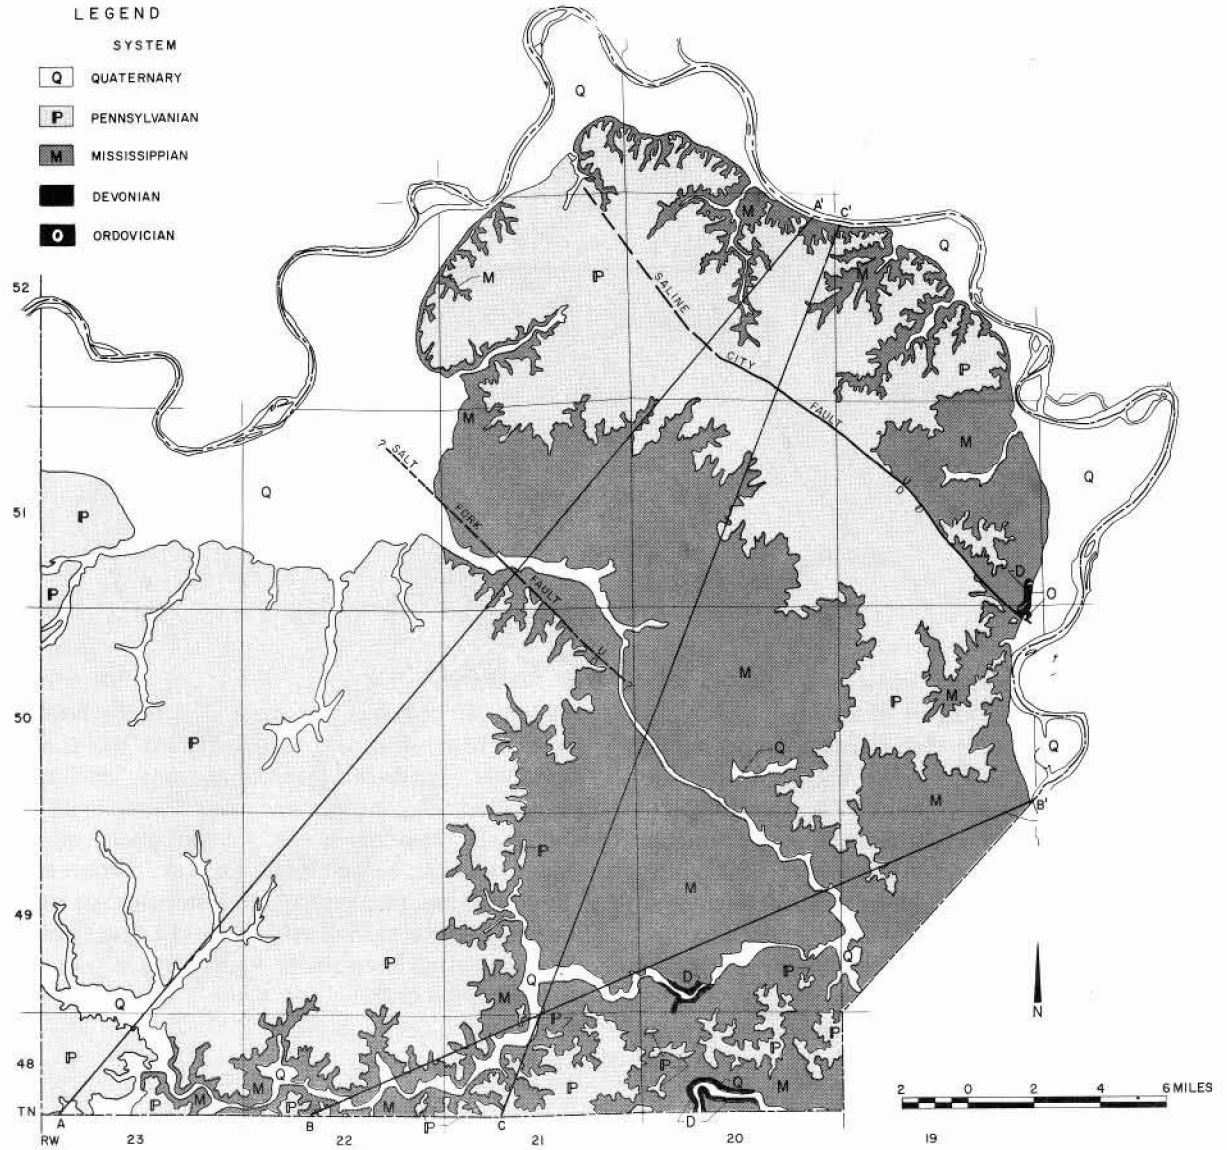 LEGEND
SYSTEM
Q QUATERNARY
P PENNSYLVANIAN
M MISSISSIPPIAN
DEVONIAN
O ORDOVICIAN
Q
A' C'
M
Q
M
52
M
P
SALINE
CITY
P
M
FAULT
M
? SALT
Q
Q
U
D
51
P
FORK
D
P
FAULT
O
U
M
M
P
50
P
Q
Q
M
B'
P
M
49
P
D
P
Q
Q
M
Q
P
N
P
P
P
P
48
Q
Q
M
M
M
P
P
M
P
2 0 2 4 6 MILES
TN
A
B
P
C
D
RW 23 22 21 20 19